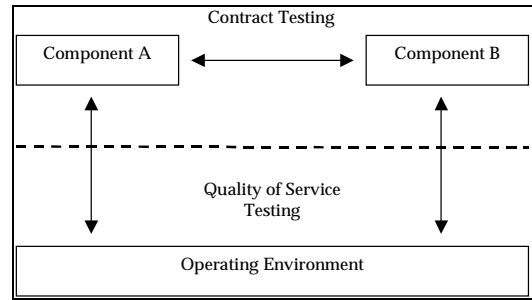 Contract Testing
Component A
Component B
Quality of Service
Testing
Operating Environment